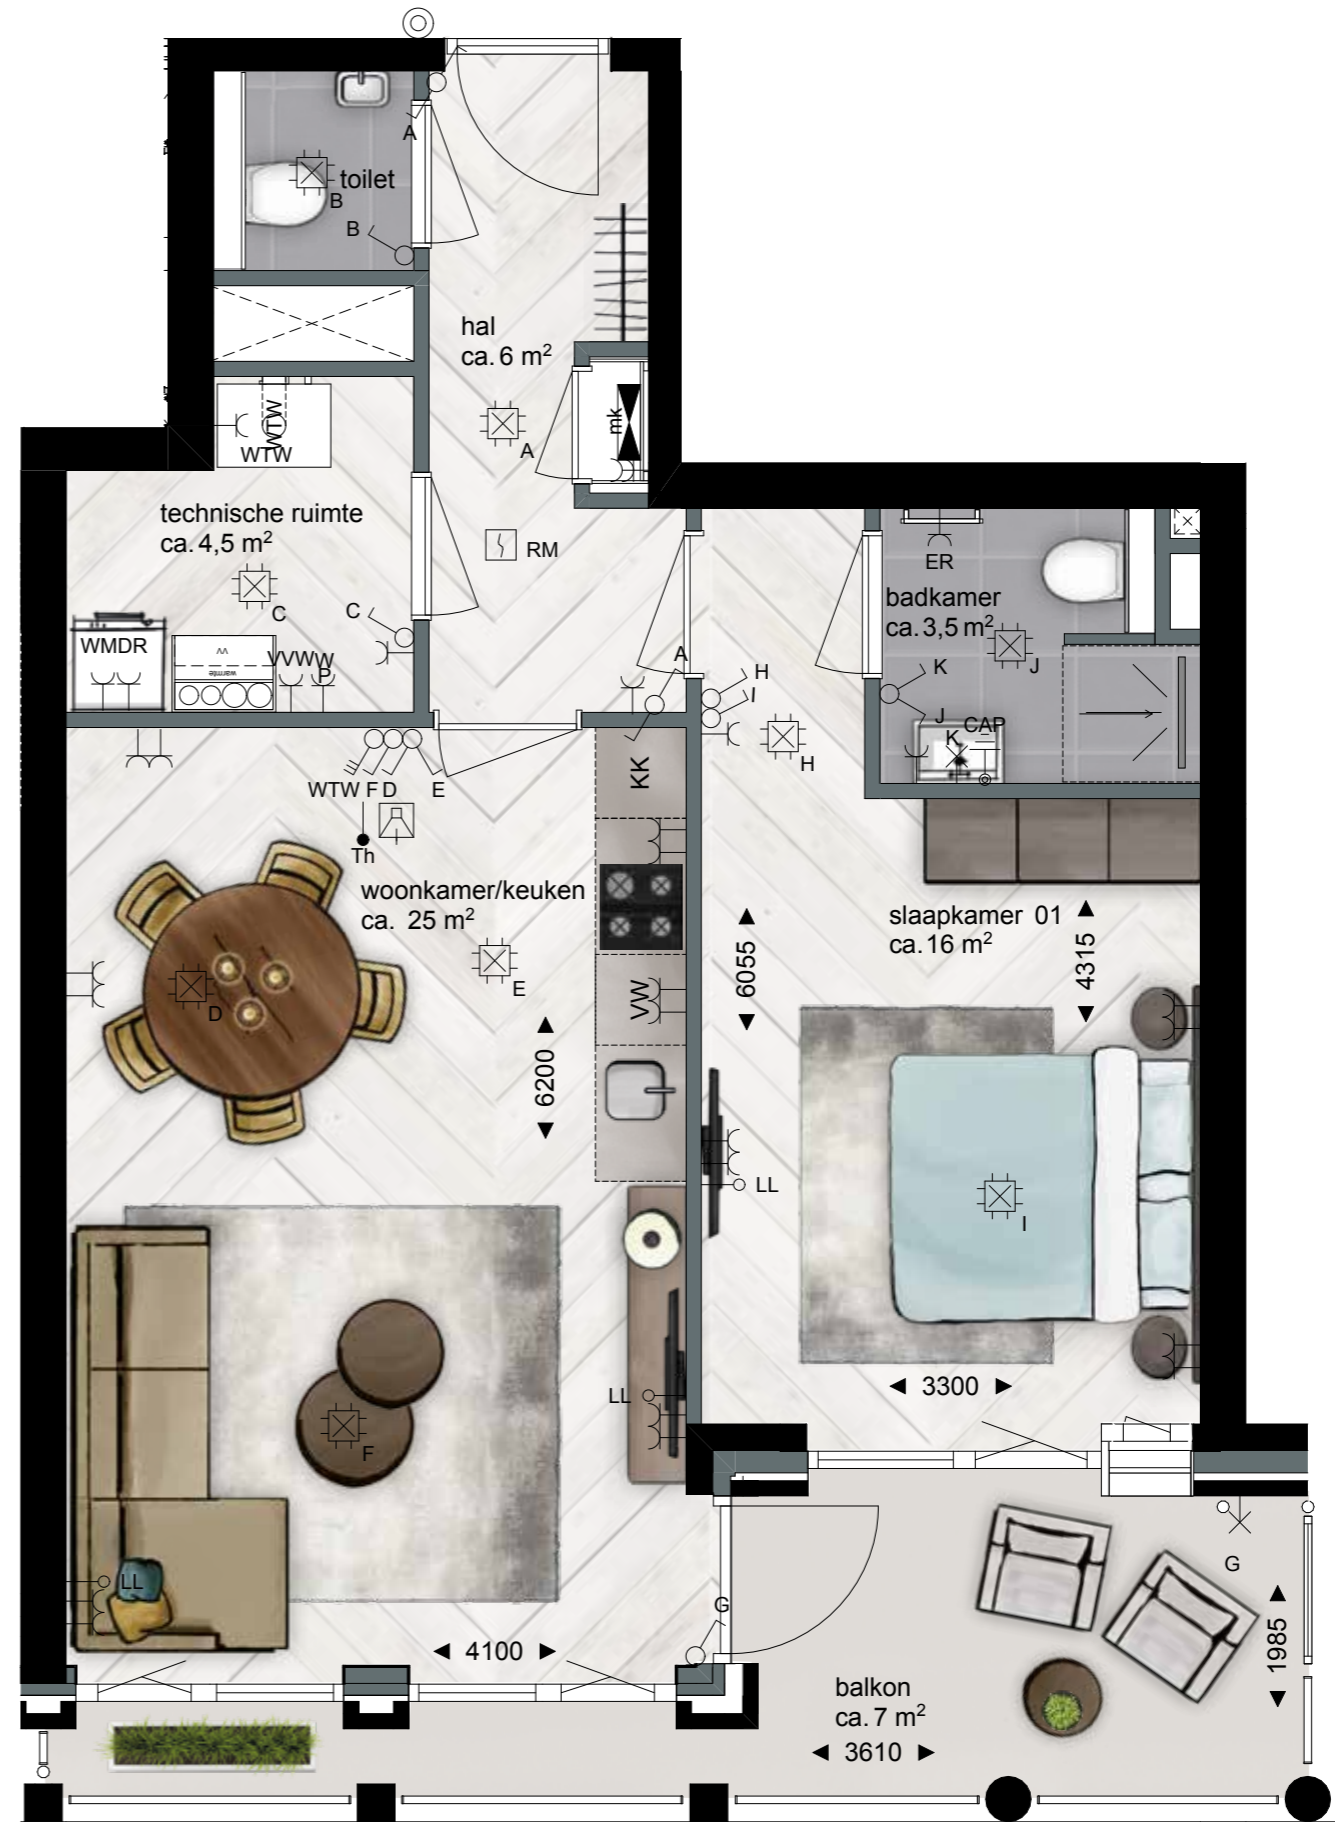 A
toilet
B
B
hal
ca. 6 m²
mk
A
WTW
WTW
technische ruimte
ca. 4,5 m²
RM
C
C
WMDR
VV
warmte
VVWW
P
A
ER
badkamer
ca. 3,5 m²
J
K
J
K
CAP
H
I
H
KK
WTW F D E
Th
woonkamer/keuken
ca. 25 m²
E
D
VW
6200
6055
slaapkamer 01
ca. 16 m²
4315
LL
I
3300
LL
F
LL
4100
G
G
1985
balkon
ca. 7 m²
3610